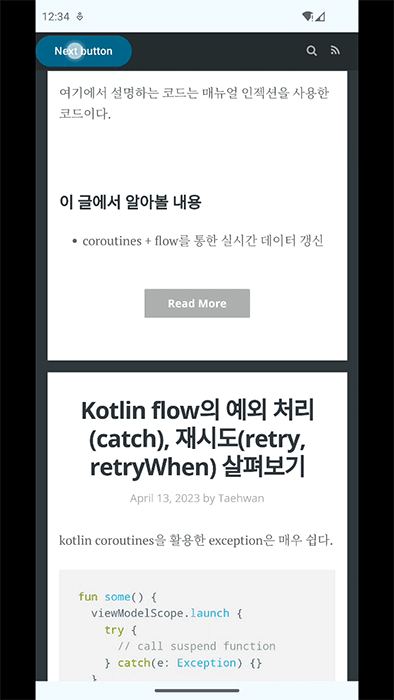 12:34
Next button
여기에서 설명하는 코드는 매뉴얼 인젝션을 사용한
코드이다.
이 글에서 알아볼 내용
• coroutines + flow를 통한 실시간 데이터 갱신
Read More
Kotlin flow의 예외 처리
(catch), 재시도(retry,
retryWhen) 살펴보기
April 13, 2023 by Taehwan
kotlin coroutines을 활용한 exception은 매우 쉽다.
fun some() {
viewModelScope.launch {
try {
// call suspend function
} catch(e: Exception) {}
}